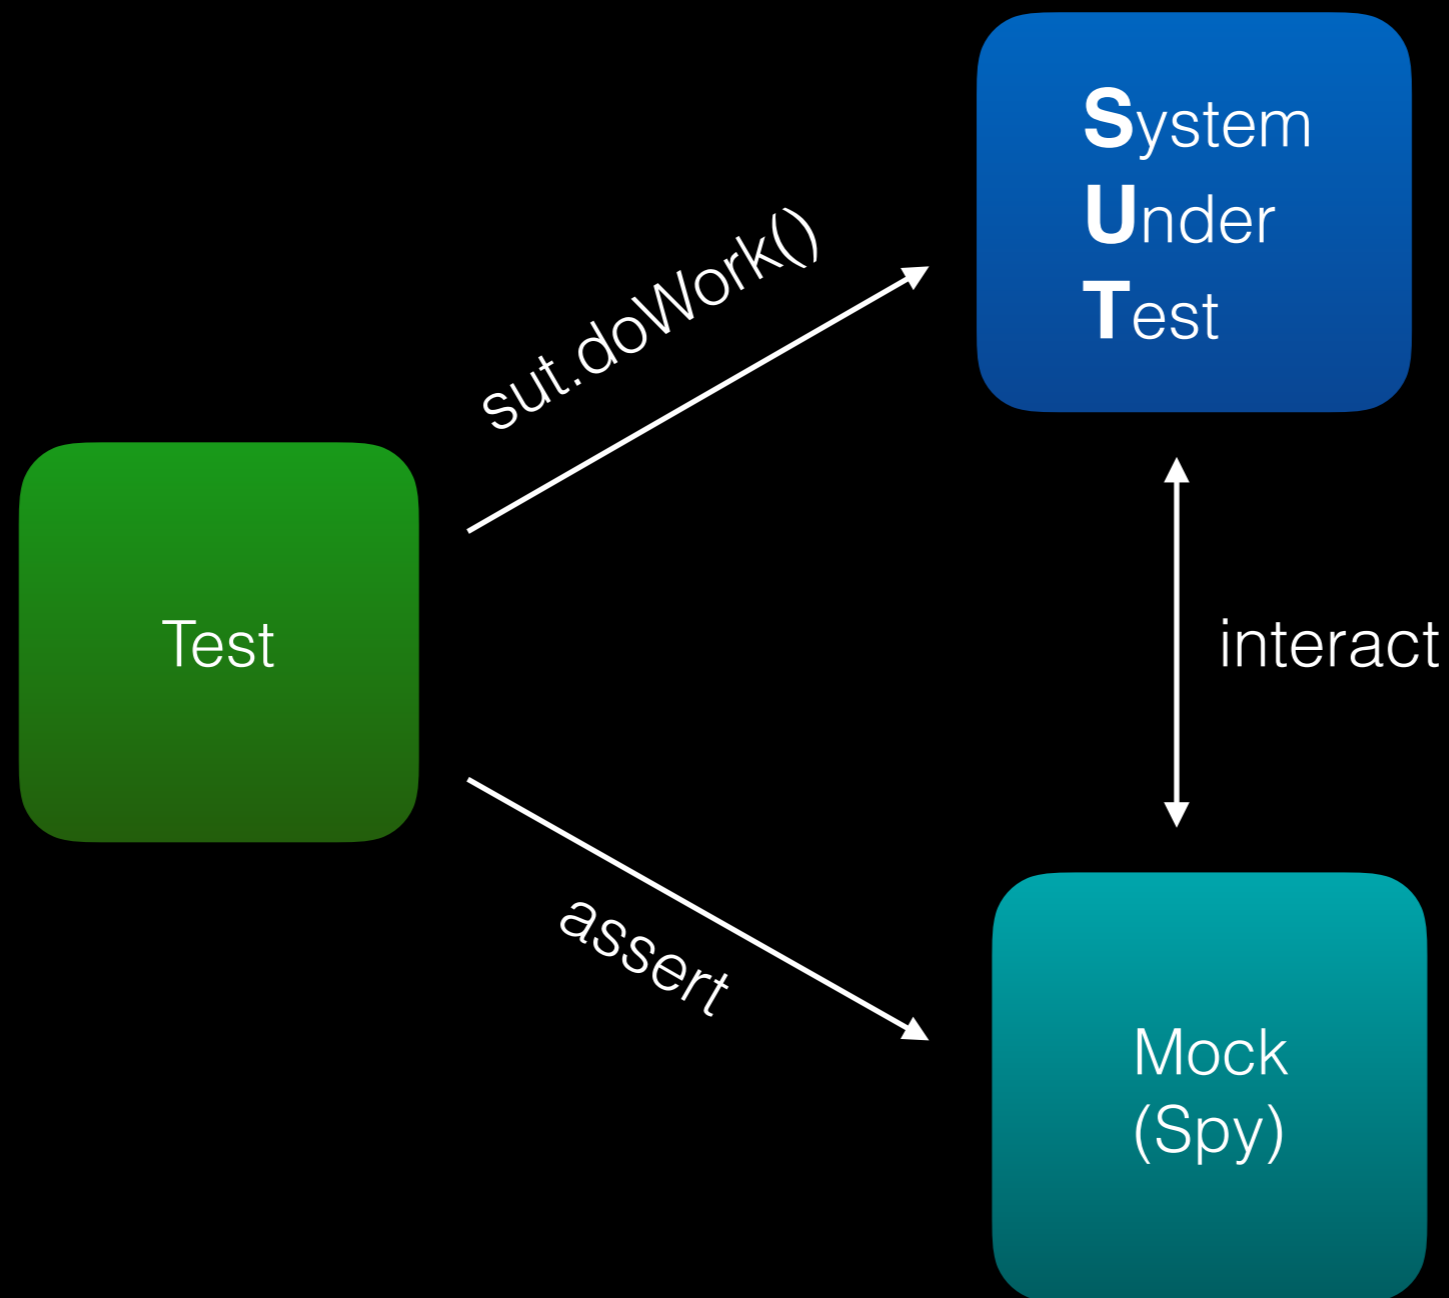 System
Under
Test
sut.doWork()
Test
interact
assert
Mock
(Spy)